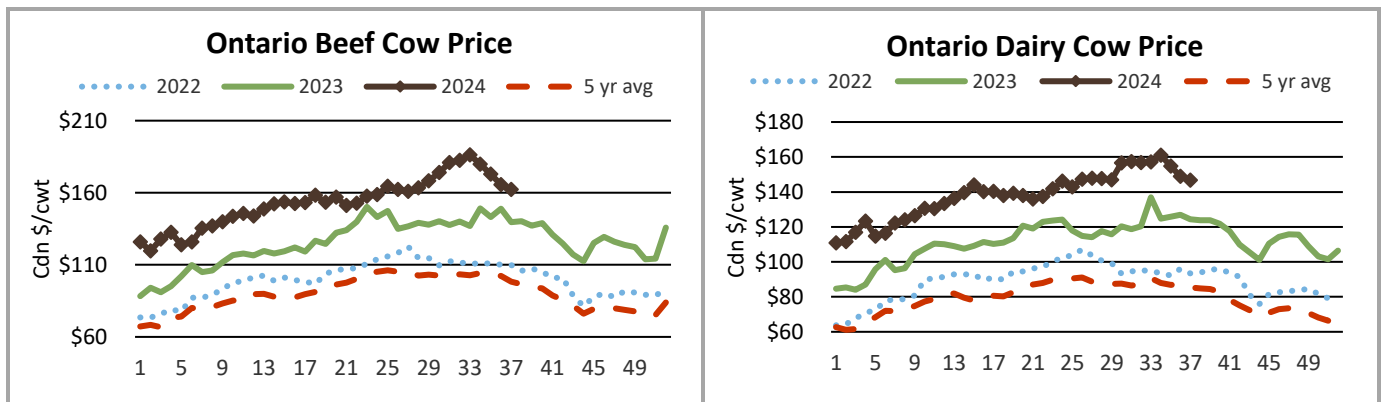 Ontario Beef Cow Price
2022 2023 2024 5 yr avg
Cdn $/cwt
$210
$160
$110
$60
1 5 9 13 17 21 25 29 33 37 41 45 49
Ontario Dairy Cow Price
2022 2023 2024 5 yr avg
Cdn $/cwt
$180
$160
$140
$120
$100
$80
$60
1 5 9 13 17 21 25 29 33 37 41 45 49